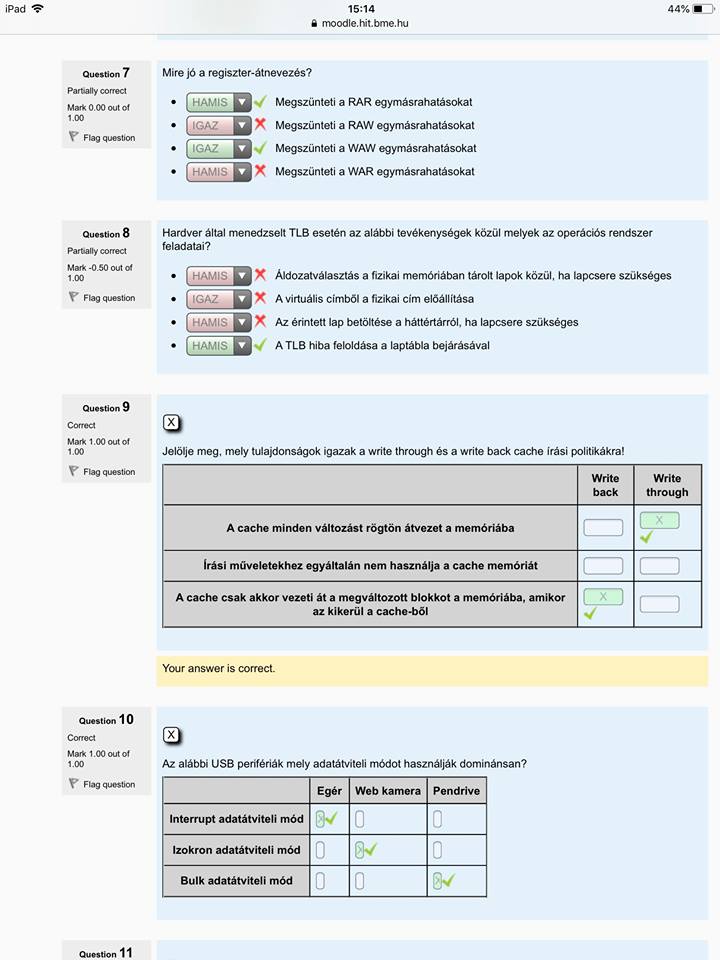 iPad 15:14 44%
moodle.hit.bme.hu
Question 7
Partially correct
Mark 0.00 out of
1.00
Flag question
Mire jó a regiszter-átnevezés?
HAMIS Megszünteti a RAR egymásrahatásokat
IGAZ Megszünteti a RAW egymásrahatásokat
IGAZ Megszünteti a WAW egymásrahatásokat
HAMIS Megszünteti a WAR egymásrahatásokat
Question 8
Partially correct
Mark -0.50 out of
1.00
Flag question
Hardver által menedzselt TLB esetén az alábbi tevékenységek közül melyek az operációs rendszer
feladatai?
HAMIS Áldozatválasztás a fizikai memóriában tárolt lapok közül, ha lapcsere szükséges
IGAZ A virtuális címből a fizikai cím előállítása
HAMIS Az érintett lap betöltése a háttértárról, ha lapcsere szükséges
HAMIS A TLB hiba feloldása a laptábla bejárásával
Question 9
Correct
Mark 1.00 out of
1.00
Flag question
X
Jelölje meg, mely tulajdonságok igazak a write through és a write back cache írási politikákra!
Write
back
Write
through
A cache minden változást rögtön átvezet a memóriába
X
Írási műveletekhez egyáltalán nem használja a cache memóriát
A cache csak akkor vezeti át a megváltozott blokkot a memóriába, amikor
az kikerül a cache-ből
X
Your answer is correct.
Question 10
Correct
Mark 1.00 out of
1.00
Flag question
X
Az alábbi USB perifériák mely adatátviteli módot használják dominánsan?
Egér Web kamera Pendrive
Interrupt adatátviteli mód X
Izokron adatátviteli mód X
Bulk adatátviteli mód X
Question 11